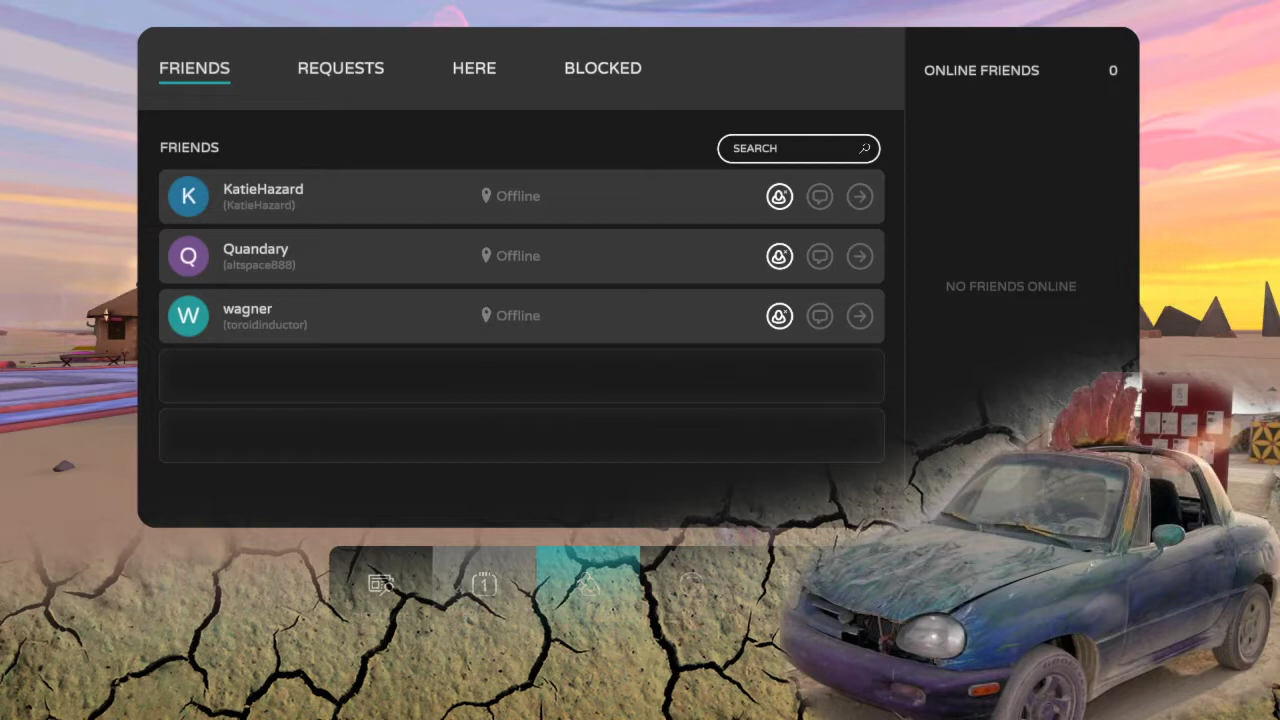 FRIENDS REQUESTS HERE BLOCKED
ONLINE FRIENDS 0
FRIENDS
SEARCH
KatieHazard
(KatieHazard)
Offline
Quandary
(altspace888)
Offline
wagner
(toroidinductor)
Offline
K
Q
W
NO FRIENDS ONLINE
1